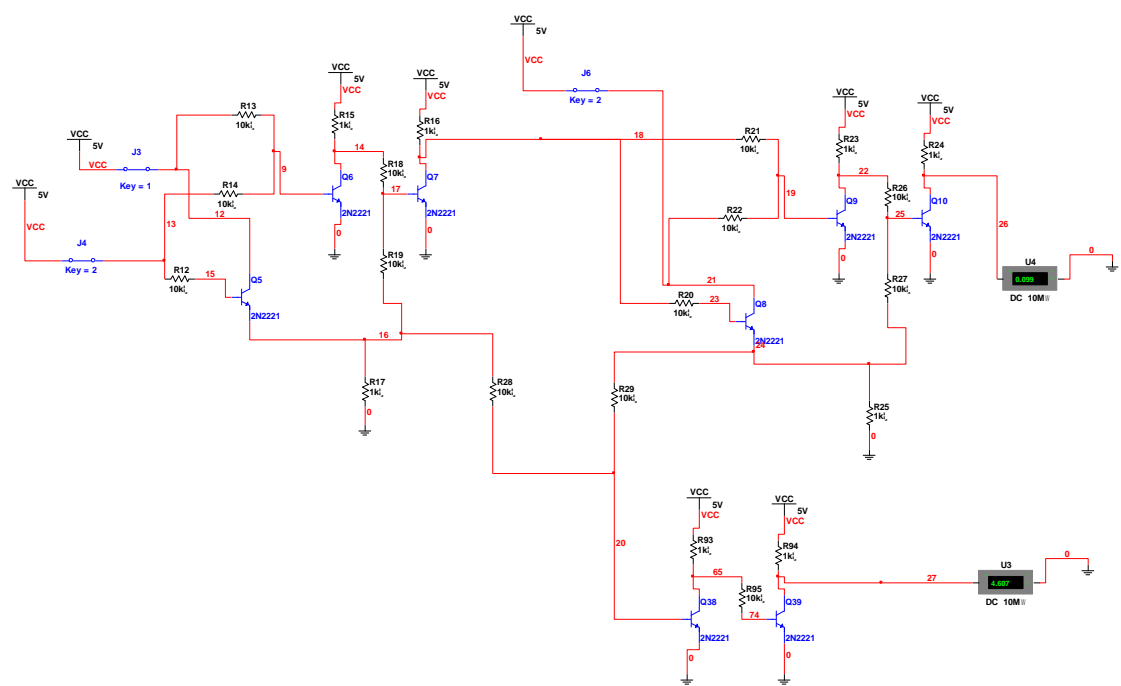 VCC
5V
VCC
J6
Key = 2
VCC
5V
VCC
R15
1kΩ
VCC
5V
VCC
R16
1kΩ
VCC
5V
VCC
R23
1kΩ
VCC
5V
VCC
R24
1kΩ
R13
10kΩ
VCC
5V
VCC
J3
Key = 1
14
18
R21
10kΩ
9
R18
10kΩ
17
Q6
2N2221
0
Q7
2N2221
0
22
R26
10kΩ
25
19
Q9
2N2221
0
Q10
2N2221
0
VCC
5V
VCC
R14
10kΩ
12
13
J4
Key = 2
R22
10kΩ
26
R12
10kΩ
15
Q5
2N2221
R19
10kΩ
21
R20
10kΩ
23
Q8
2N2221
24
R27
10kΩ
U4
0.099
DC 10MW
0
16
R17
1kΩ
0
R28
10kΩ
R29
10kΩ
R25
1kΩ
0
20
VCC
5V
VCC
R93
1kΩ
VCC
5V
VCC
R94
1kΩ
65
R95
10kΩ
74
Q38
2N2221
0
Q39
2N2221
0
27
U3
4.607
DC 10MW
0